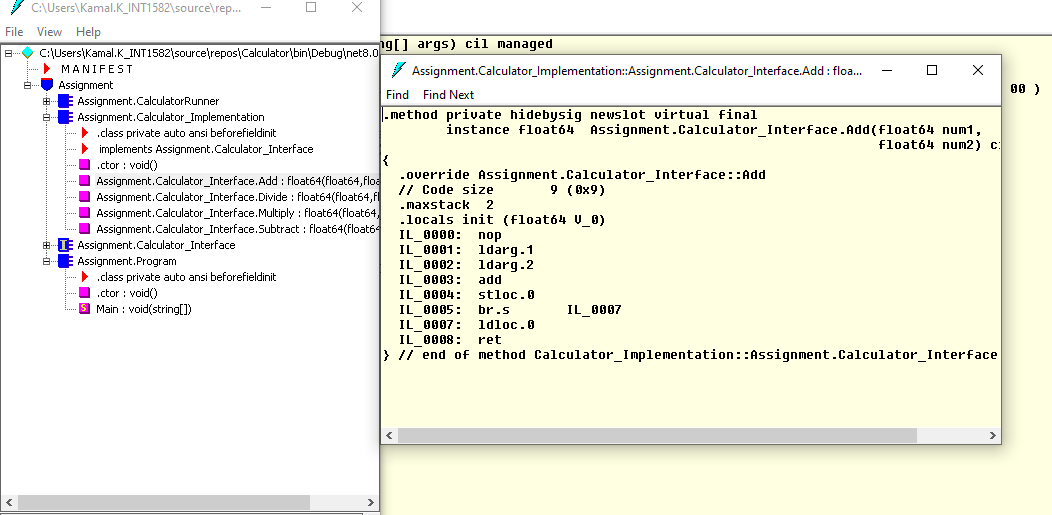 C:\Users\Kamal.K_INT1582\source\rep...
File View Help
C:\Users\Kamal.K_INT1582\source\repos\Calculator\bin\Debug\net8.0
MANIFEST
Assignment
Assignment.CalculatorRunner
Assignment.Calculator_Implementation
.class private auto ansi beforefieldinit
implements Assignment.Calculator_Interface
.ctor : void()
Assignment.Calculator_Interface.Add : float64(float64,floa
Assignment.Calculator_Interface.Divide : float64(float64,f
Assignment.Calculator_Interface.Multiply : float64(float64,
Assignment.Calculator_Interface.Subtract : float64(float6
Assignment.Calculator_Interface
Assignment.Program
.class private auto ansi beforefieldinit
.ctor : void()
Main : void(string[])
ng[] args) cil managed
00 )
Assignment.Calculator_Implementation::Assignment.Calculator_Interface.Add : floa...
Find Find Next
.method private hidebysig newslot virtual final
instance float64 Assignment.Calculator_Interface.Add(float64 num1,
float64 num2) ci
{
.override Assignment.Calculator_Interface::Add
// Code size 9 (0x9)
.maxstack 2
.locals init (float64 V_0)
IL_0000: nop
IL_0001: ldarg.1
IL_0002: ldarg.2
IL_0003: add
IL_0004: stloc.0
IL_0005: br.s IL_0007
IL_0007: ldloc.0
IL_0008: ret
} // end of method Calculator_Implementation::Assignment.Calculator_Interface